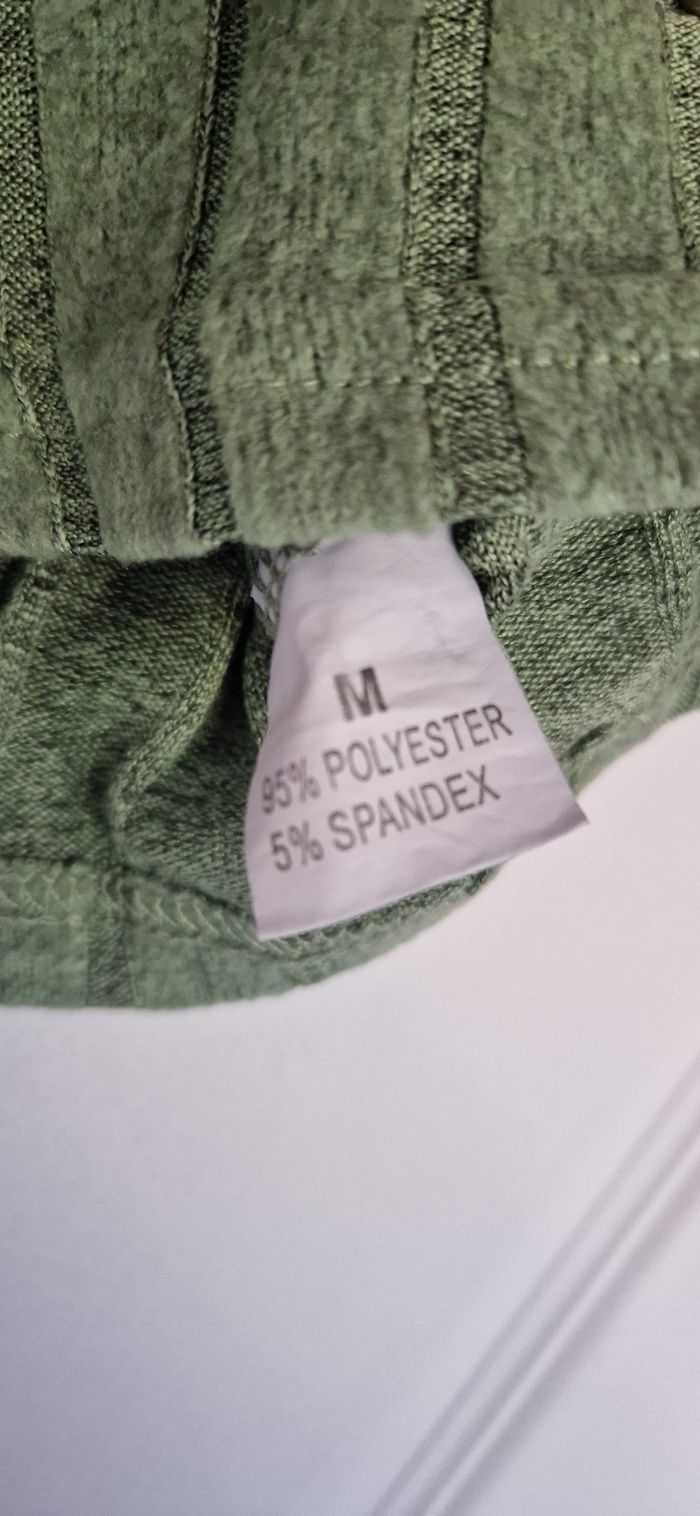 M
95% POLYESTER
5% SPANDEX